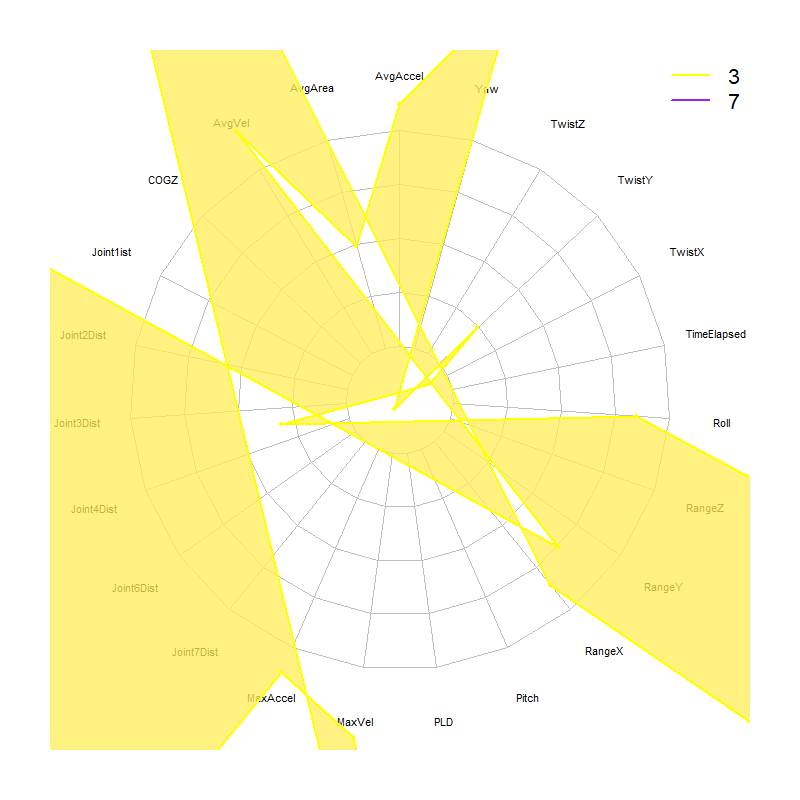 3
7
AvgAccel
AvgArea
Yaw
AvgVel
TwistZ
COGZ
TwistY
Joint1ist
TwistX
Joint2Dist
TimeElapsed
Joint3Dist
Roll
Joint4Dist
RangeZ
Joint6Dist
RangeY
Joint7Dist
RangeX
MaxAccel
Pitch
MaxVel
PLD